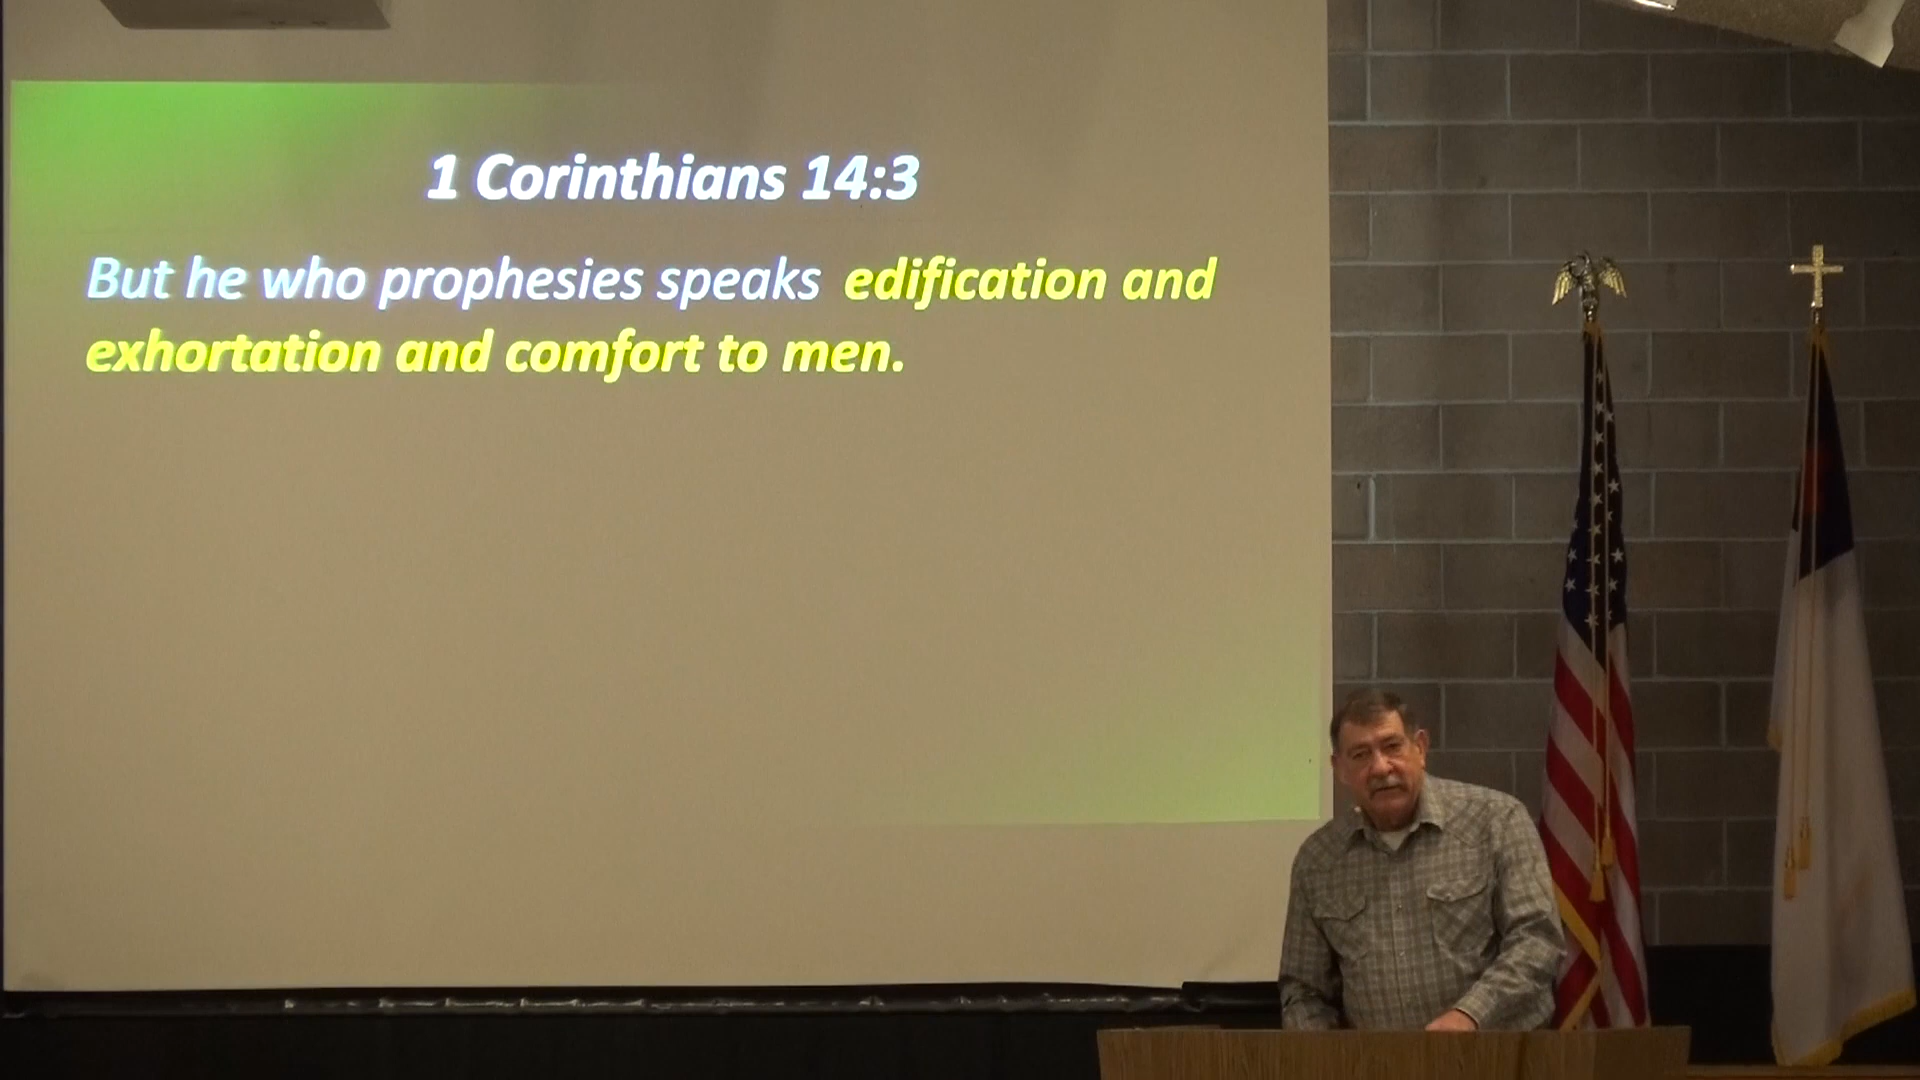 1 Corinthians 14:3
But he who prophesies speaks edification and
exhortation and comfort to men.